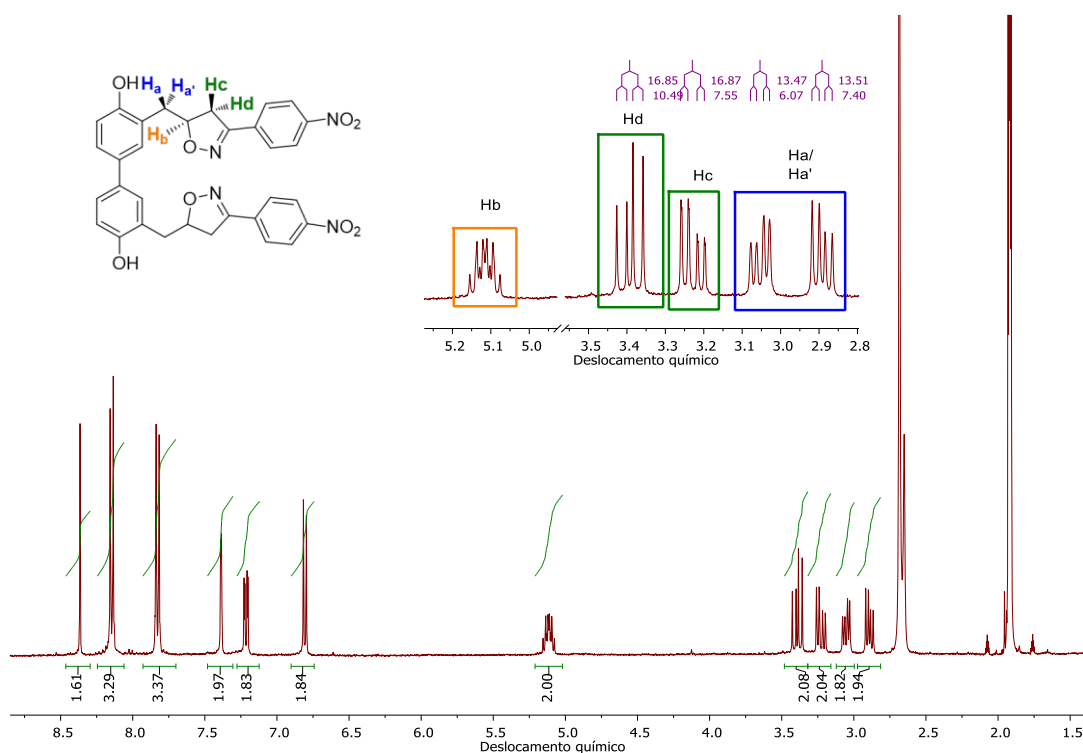 16.85 16.87 13.47 13.51
10.49 7.55 6.07 7.40
OH Ha Ha' Hc
Hd
NO2
Hb
O N
O N
NO2
OH
Hb
Hd
Hc
Ha/
Ha'
5.2 5.1 5.0 3.5 3.4 3.3 3.2 3.1 3.0 2.9 2.8
Deslocamento químico
1.61 3.29 3.37 1.97 1.83 1.84 2.00 2.08 2.04 1.82 1.94
8.5 8.0 7.5 7.0 6.5 6.0 5.5 5.0 4.5 4.0 3.5 3.0 2.5 2.0 1.5
Deslocamento químico